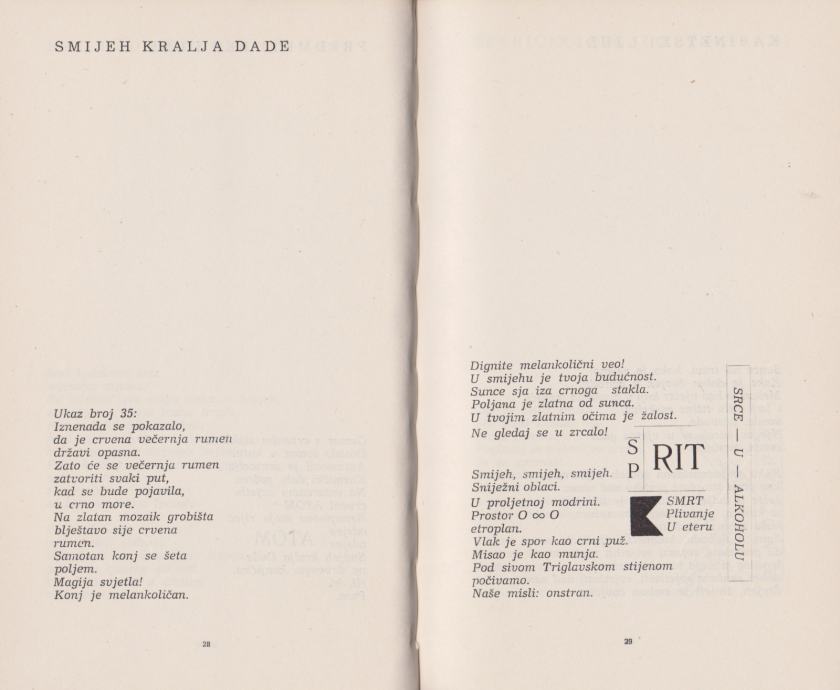 SMIJEH KRALJA DADE
Ukaz broj 35:
Iznenada se pokazalo,
da je crvena večernja rumen
državi opasna.
Zato će se večernja rumen
zatvoriti svaki put,
kad se bude pojavila,
u crno more.
Na zlatan mozaik grobišta
blještavo sije crvena
rumen.
Samotan konj se šeta
poljem.
Magija svjetla!
Konj je melankoličan.
28
Dignite melankolični veo!
U smijehu je tvoja budućnost.
Sunce sja iza crnoga stakla.
Poljana je zlatna od sunca.
U tvojim zlatnim očima je žalost.
Ne gledaj se u zrcalo!
S
P
RIT
Smijeh, smijeh, smijeh.
Sniježni oblaci.
U proljetnoj modrini.
Prostor O ∞ O
etroplan.
Vlak je spor kao crni puž.
Misao je kao munja.
Pod sivom Triglavskom stijenom
počivamo.
Naše misli: onstran.
SMRT
Plivanje
U eteru
SRCE — U — ALKOHOLU
29